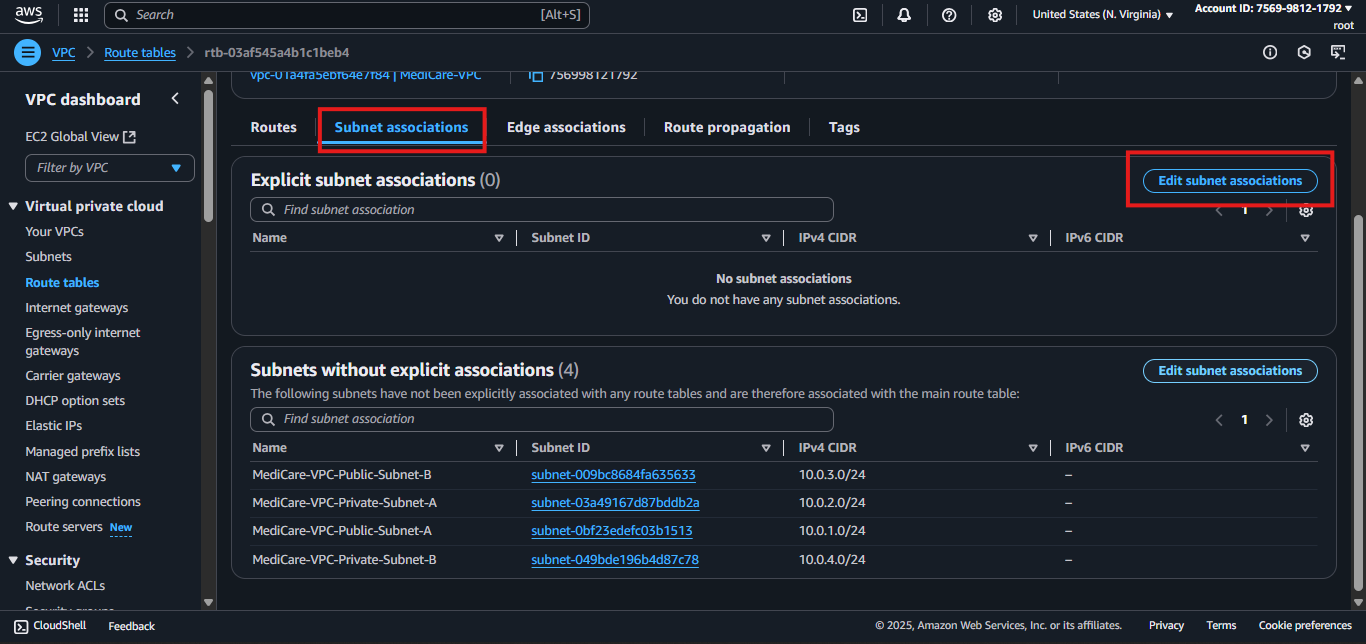 aws
Search [Alt+S] United States (N. Virginia) Account ID: 7569-9812-1792
root
VPC Route tables rtb-03af545a4b1c1beb4
vpc-01a4fa5ebf64e7f84 | MediCare-VPC 756998121792
VPC dashboard
EC2 Global View
Filter by VPC
Virtual private cloud
Your VPCs
Subnets
Route tables
Internet gateways
Egress-only internet
gateways
Carrier gateways
DHCP option sets
Elastic IPs
Managed prefix lists
NAT gateways
Peering connections
Route servers New
Security
Network ACLs
Security groups
Routes Subnet associations Edge associations Route propagation Tags
Explicit subnet associations (0) Edit subnet associations
Find subnet association 1
Name Subnet ID IPv4 CIDR IPv6 CIDR
No subnet associations
You do not have any subnet associations.
Subnets without explicit associations (4) Edit subnet associations
The following subnets have not been explicitly associated with any route tables and are therefore associated with the main route table:
Find subnet association 1
Name Subnet ID IPv4 CIDR IPv6 CIDR
MediCare-VPC-Public-Subnet-B subnet-009bc8684fa635633 10.0.3.0/24 –
MediCare-VPC-Private-Subnet-A subnet-03a49167d87bddb2a 10.0.2.0/24 –
MediCare-VPC-Public-Subnet-A subnet-0bf23edefc03b1513 10.0.1.0/24 –
MediCare-VPC-Private-Subnet-B subnet-049bde196b4d87c78 10.0.4.0/24 –
CloudShell Feedback © 2025, Amazon Web Services, Inc. or its affiliates. Privacy Terms Cookie preferences